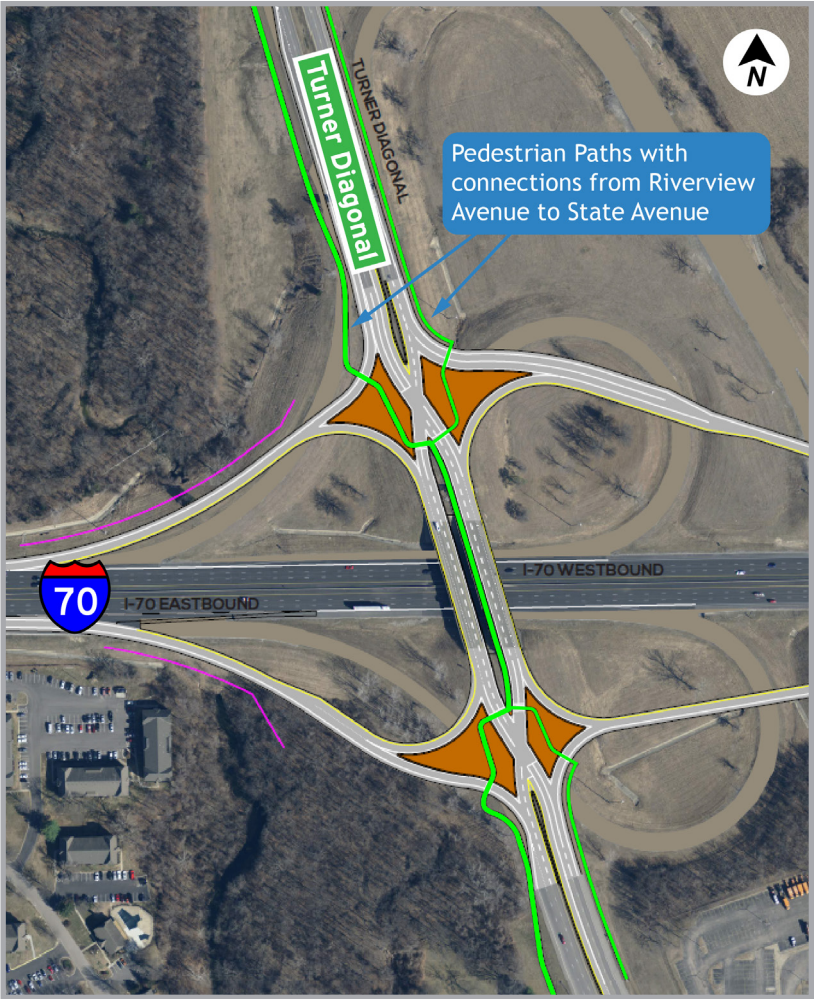 N
Turner Diagonal
TURNER DIAGONAL
Pedestrian Paths with
connections from Riverview
Avenue to State Avenue
I-70 WESTBOUND
70
I-70 EASTBOUND